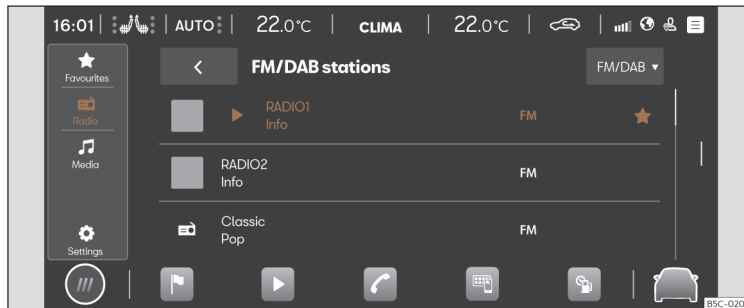 16:01 AUTO 22.0°C CLIMA 22.0°C
Favourites
Radio
Media
Settings
FM/DAB stations FM/DAB
RADIO1
Info
FM
RADIO2
Info
FM
Classic
Pop
FM
B5C-020